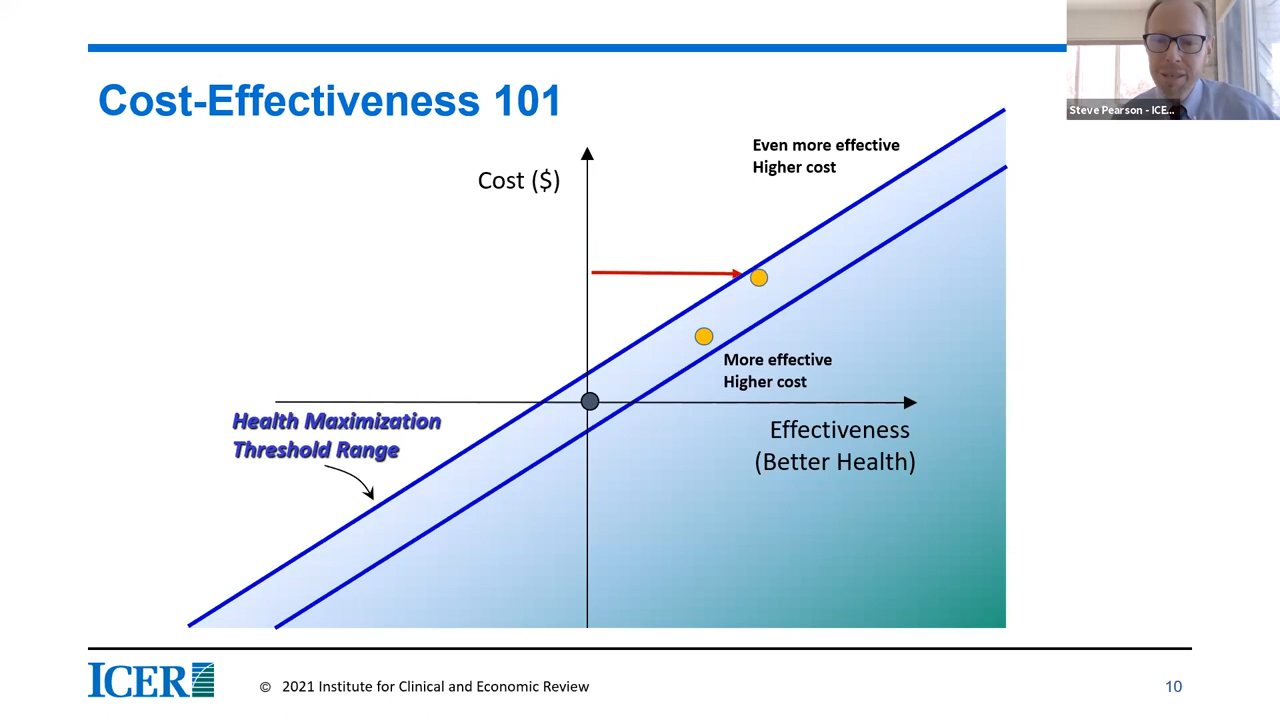 Steve Pearson - ICE...
Cost-Effectiveness 101
Even more effective
Higher cost
Cost ($)
More effective
Higher cost
Health Maximization
Threshold Range
Effectiveness
(Better Health)
ICER
© 2021 Institute for Clinical and Economic Review
10